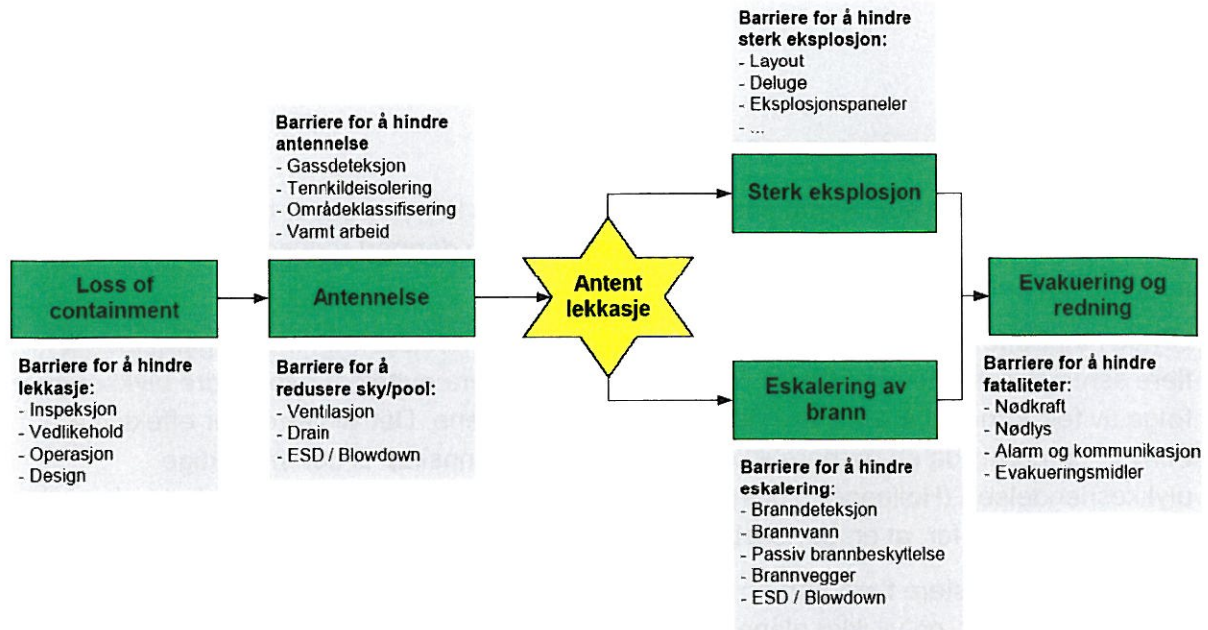 Barriere for å hindre
sterk eksplosjon:
- Layout
- Deluge
- Eksplosjonspaneler
- ...
Barriere for å hindre
antennelse
- Gassdeteksjon
- Tennkildeisolering
- Områdeklassifisering
- Varmt arbeid
Sterk eksplosjon
Loss of
containment
Antennelse
Antent
lekkasje
Evakuering og
redning
Barriere for å hindre
lekkasje:
- Inspeksjon
- Vedlikehold
- Operasjon
- Design
Barriere for å
redusere sky/pool:
- Ventilasjon
- Drain
- ESD / Blowdown
Eskalering av
brann
Barriere for å hindre
fataliteter:
- Nødkraft
- Nødlys
- Alarm og kommunikasjon
- Evakueringsmidler
Barriere for å hindre
eskalering:
- Branndeteksjon
- Brannvann
- Passiv brannbeskyttelse
- Brannvegger
- ESD / Blowdown